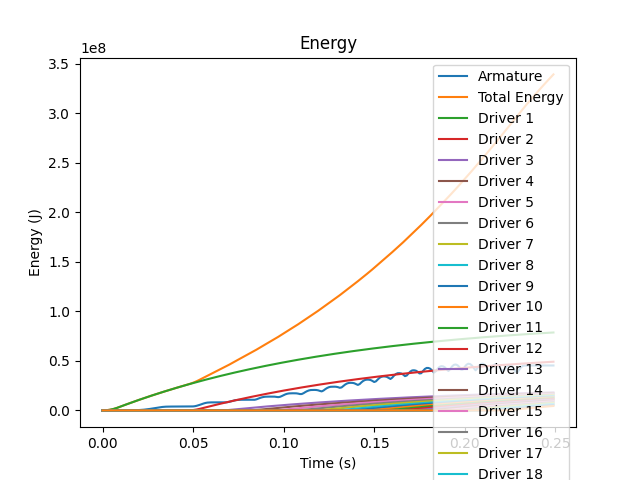 Energy
1e8
3.5
3.0
2.5
2.0
1.5
1.0
0.5
0.0
Energy (J)
0.00
0.05
0.10
0.15
0.20
0.25
Time (s)
Armature
Total Energy
Driver 1
Driver 2
Driver 3
Driver 4
Driver 5
Driver 6
Driver 7
Driver 8
Driver 9
Driver 10
Driver 11
Driver 12
Driver 13
Driver 14
Driver 15
Driver 16
Driver 17
Driver 18